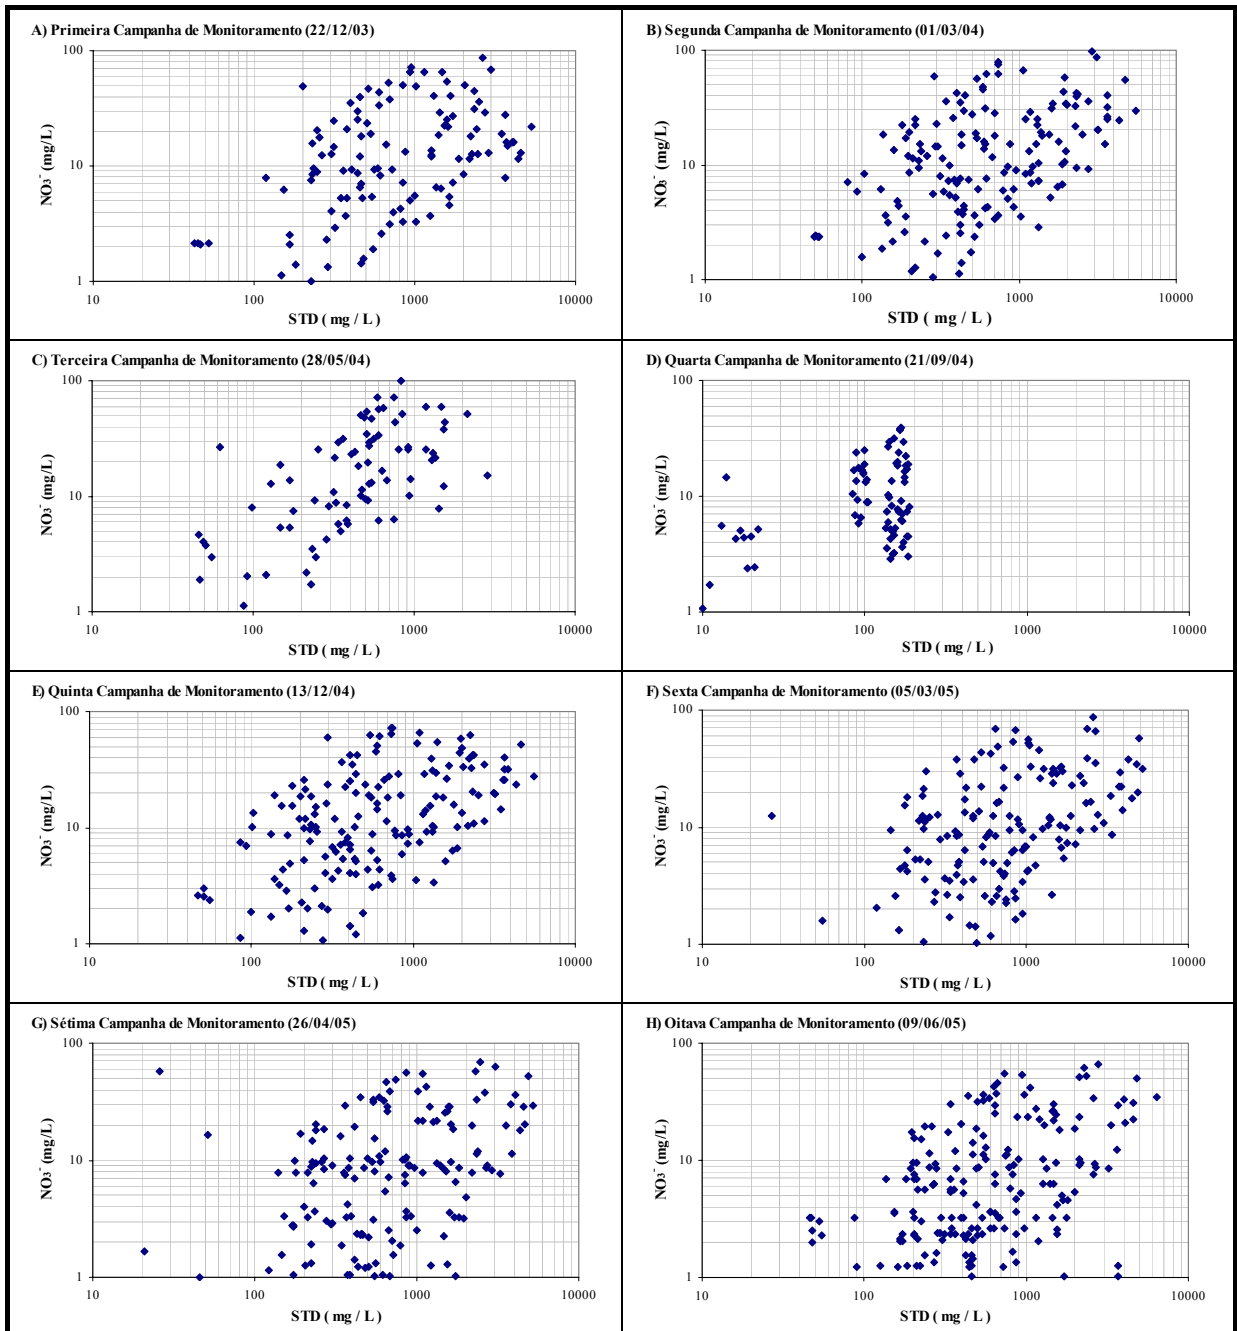 A) Primeira Campanha de Monitoramento (22/12/03)
100
10
1
NO3- (mg/L)
10 100 1000 10000
STD ( mg / L )
B) Segunda Campanha de Monitoramento (01/03/04)
100
10
1
NO3- (mg/L)
10 100 1000 10000
STD ( mg / L )
C) Terceira Campanha de Monitoramento (28/05/04)
100
10
1
NO3- (mg/L)
10 100 1000 10000
STD ( mg / L )
D) Quarta Campanha de Monitoramento (21/09/04)
100
10
1
NO3- (mg/L)
10 100 1000 10000
STD ( mg / L )
E) Quinta Campanha de Monitoramento (13/12/04)
100
10
1
NO3- (mg/L)
10 100 1000 10000
STD ( mg / L )
F) Sexta Campanha de Monitoramento (05/03/05)
100
10
1
NO3- (mg/L)
10 100 1000 10000
STD ( mg / L )
G) Sétima Campanha de Monitoramento (26/04/05)
100
10
1
NO3- (mg/L)
10 100 1000 10000
STD ( mg / L )
H) Oitava Campanha de Monitoramento (09/06/05)
100
10
1
NO3- (mg/L)
10 100 1000 10000
STD ( mg / L )